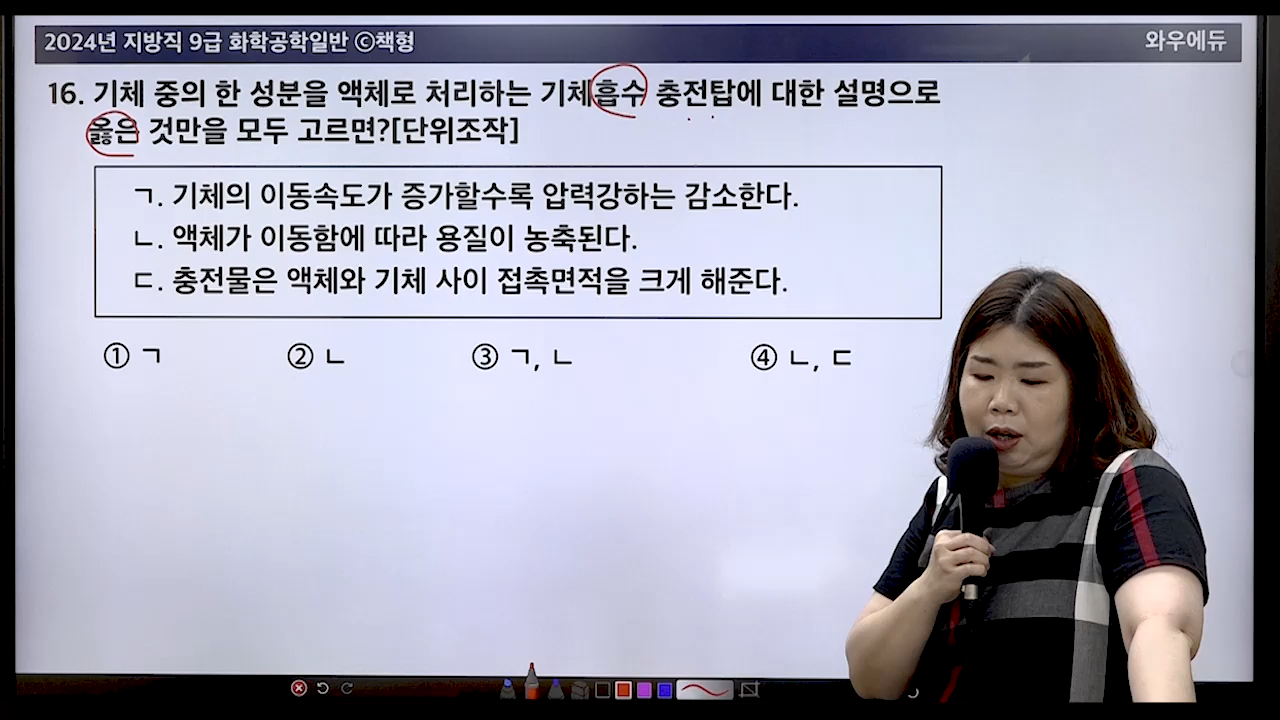 2024년 지방직 9급 화학공학일반 Ⓒ책형
와우에듀
16. 기체 중의 한 성분을 액체로 처리하는 기체흡수 충전탑에 대한 설명으로
옳은 것만을 모두 고르면?[단위조작]
ㄱ. 기체의 이동속도가 증가할수록 압력강하는 감소한다.
ㄴ. 액체가 이동함에 따라 용질이 농축된다.
ㄷ. 충전물은 액체와 기체 사이 접촉면적을 크게 해준다.
① ㄱ ② ㄴ ③ ㄱ, ㄴ ④ ㄴ, ㄷ